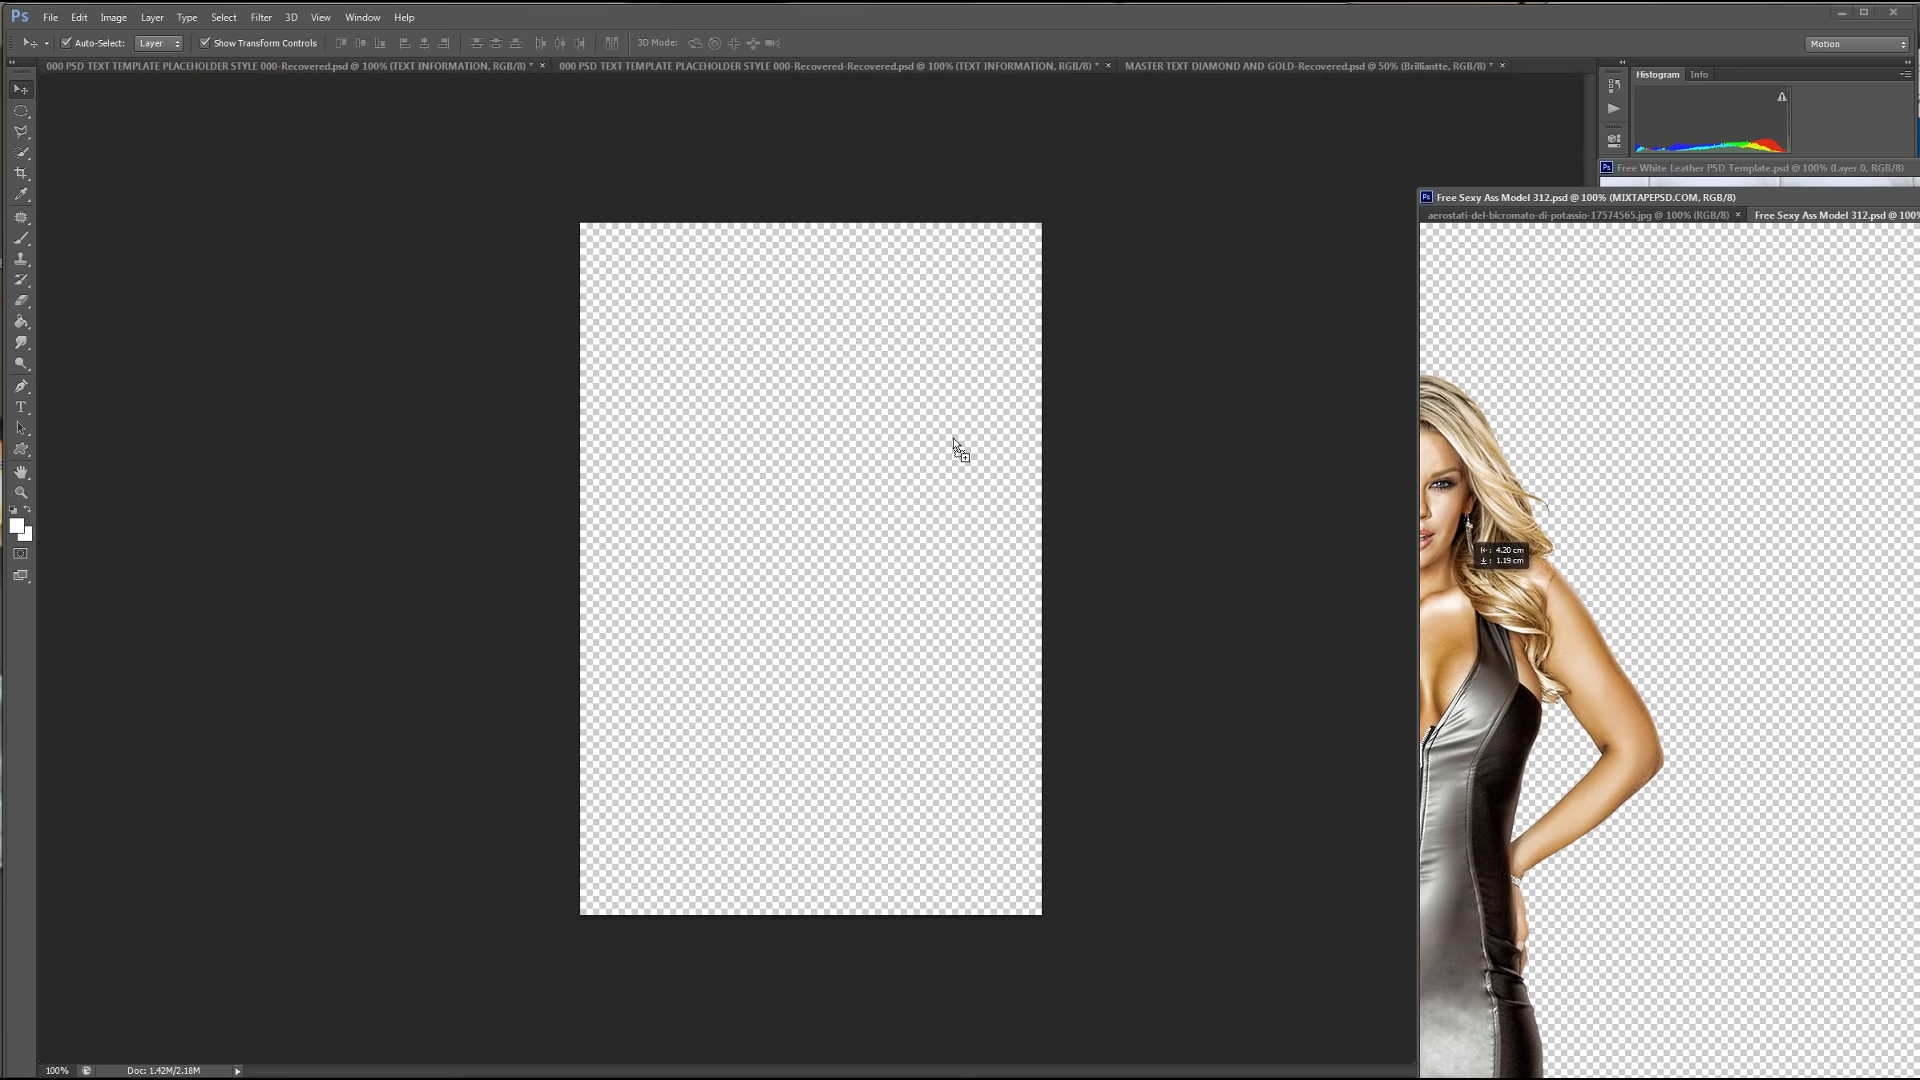 Ps File Edit Image Layer Type Select Filter 3D View Window Help
Auto-Select: Layer Show Transform Controls 3D Mode: Motion
000 PSD TEXT TEMPLATE PLACEHOLDER STYLE 000-Recovered.psd @ 100% (TEXT INFORMATION, RGB/8) * × 000 PSD TEXT TEMPLATE PLACEHOLDER STYLE 000-Recovered-Recovered.psd @ 100% (TEXT INFORMATION, RGB/8) * × MASTER TEXT DIAMOND AND GOLD-Recovered.psd @ 50% (Brilliantte, RGB/8) * ×
Histogram Info
Ps Free White Leather PSD Template.psd @ 100% (Layer 0, RGB/8)
Ps Free Sexy Ass Model 312.psd @ 100% (MIXTAPEPSD.COM, RGB/8)
aerostati-del-bicromato-di-potassio-17574565.jpg @ 100% (RGB/8) × Free Sexy Ass Model 312.psd @ 100%
T
: 4.20 cm
: 1.19 cm
100% Doc: 1.42M/2.18M